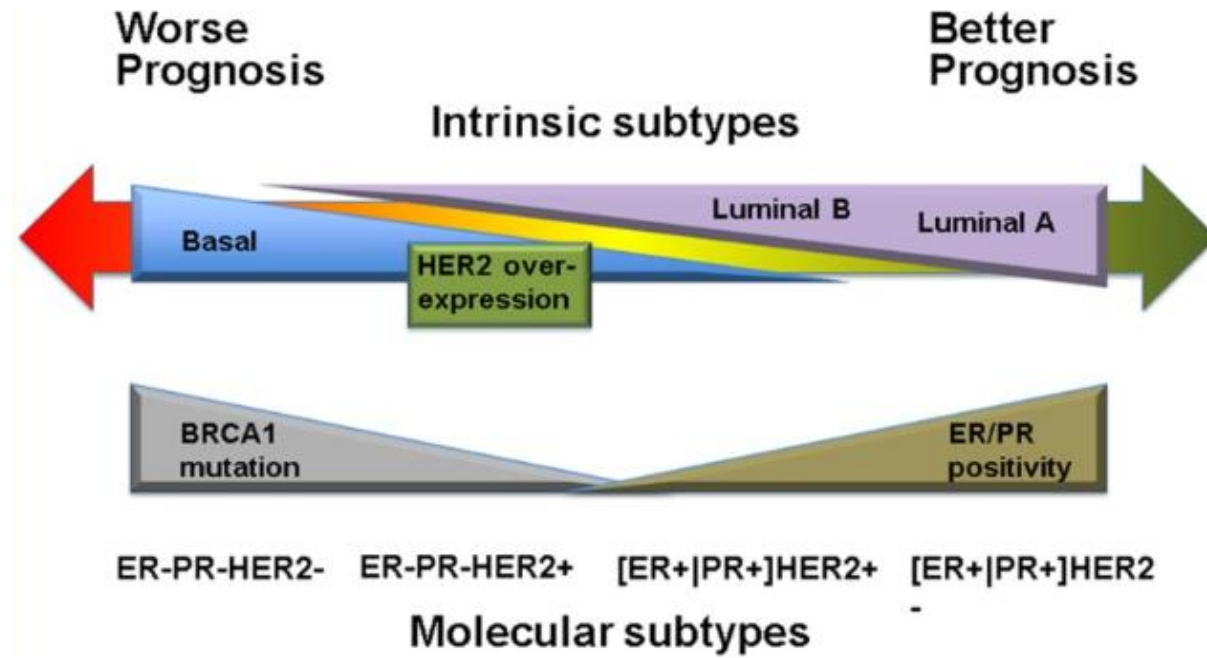 Worse
Prognosis
Better
Prognosis
Intrinsic subtypes
Basal
HER2 over-
expression
Luminal B
Luminal A
BRCA1
mutation
ER/PR
positivity
ER-PR-HER2-
ER-PR-HER2+
[ER+|PR+]HER2+
[ER+|PR+]HER2
-
Molecular subtypes